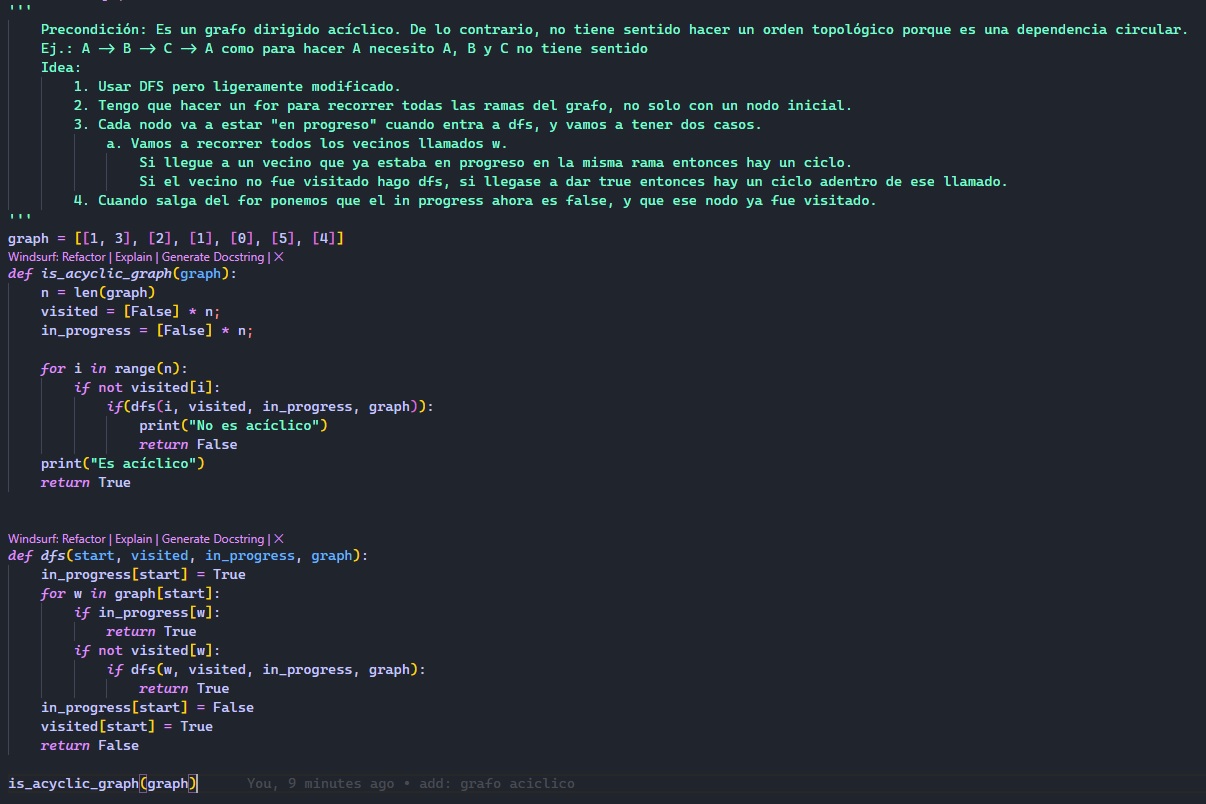 '''
    Precondición: Es un grafo dirigido acíclico. De lo contrario, no tiene sentido hacer un orden topológico porque es una dependencia circular.
    Ej.: A → B → C → A como para hacer A necesito A, B y C no tiene sentido
    Idea:
        1. Usar DFS pero ligeramente modificado.
        2. Tengo que hacer un for para recorrer todas las ramas del grafo, no solo con un nodo inicial.
        3. Cada nodo va a estar "en progreso" cuando entra a dfs, y vamos a tener dos casos.
            a. Vamos a recorrer todos los vecinos llamados w.
                Si llegue a un vecino que ya estaba en progreso en la misma rama entonces hay un ciclo.
                Si el vecino no fue visitado hago dfs, si llegase a dar true entonces hay un ciclo adentro de ese llamado.
        4. Cuando salga del for ponemos que el in progress ahora es false, y que ese nodo ya fue visitado.
'''
graph = [[1, 3], [2], [1], [0], [5], [4]]
Windsurf: Refactor | Explain | Generate Docstring | ×
def is_acyclic_graph(graph):
    n = len(graph)
    visited = [False] * n;
    in_progress = [False] * n;

    for i in range(n):
        if not visited[i]:
            if(dfs(i, visited, in_progress, graph)):
                print("No es acíclico")
                return False
    print("Es acíclico")
    return True

Windsurf: Refactor | Explain | Generate Docstring | ×
def dfs(start, visited, in_progress, graph):
    in_progress[start] = True
    for w in graph[start]:
        if in_progress[w]:
            return True
        if not visited[w]:
            if dfs(w, visited, in_progress, graph):
                return True
    in_progress[start] = False
    visited[start] = True
    return False

is_acyclic_graph(graph)      You, 9 minutes ago • add: grafo aciclico